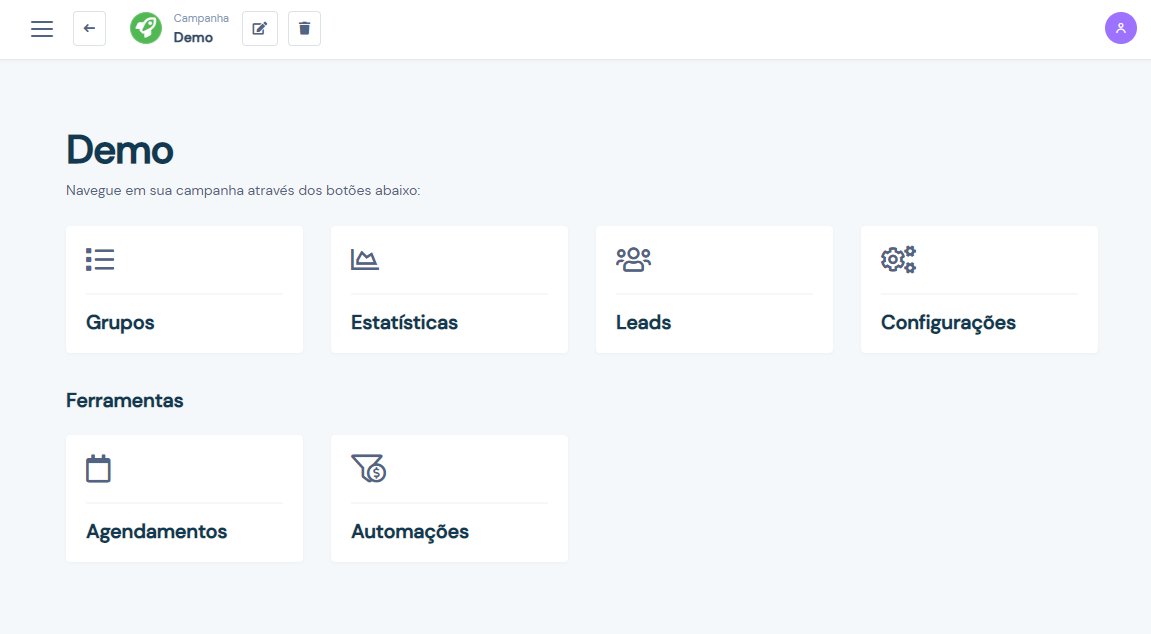 Campanha
Demo
Demo
Navegue em sua campanha através dos botões abaixo:
Grupos
Estatísticas
Leads
Configurações
Ferramentas
Agendamentos
Automações